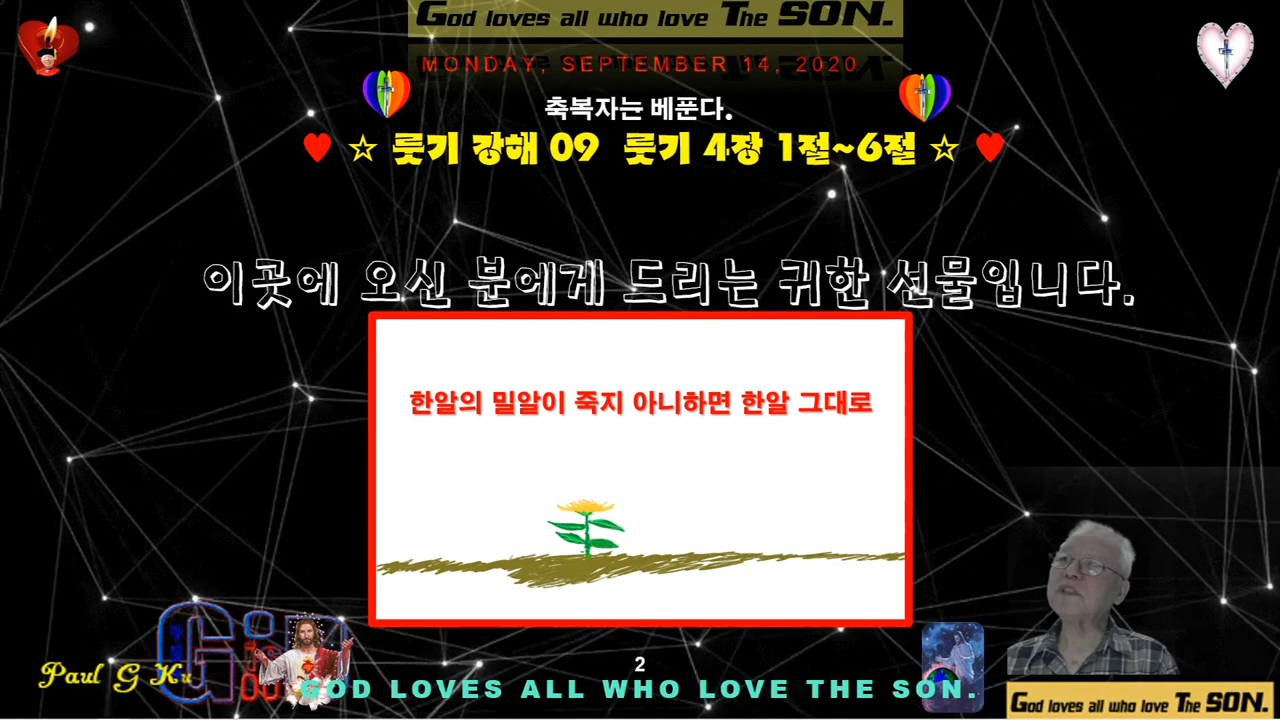 God loves all who love The SON.
MONDAY, SEPTEMBER 14, 2020
축복자는 베푼다.
♥ ☆ 룻기 강해 09 룻기 4장 1절~6절 ☆ ♥
이곳에 오신 분에게 드리는 귀한 선물입니다.
한알의 밀알이 죽지 아니하면 한알 그대로
Paul G Ku
2
GOD LOVES ALL WHO LOVE THE SON.
God loves all who love The SON.